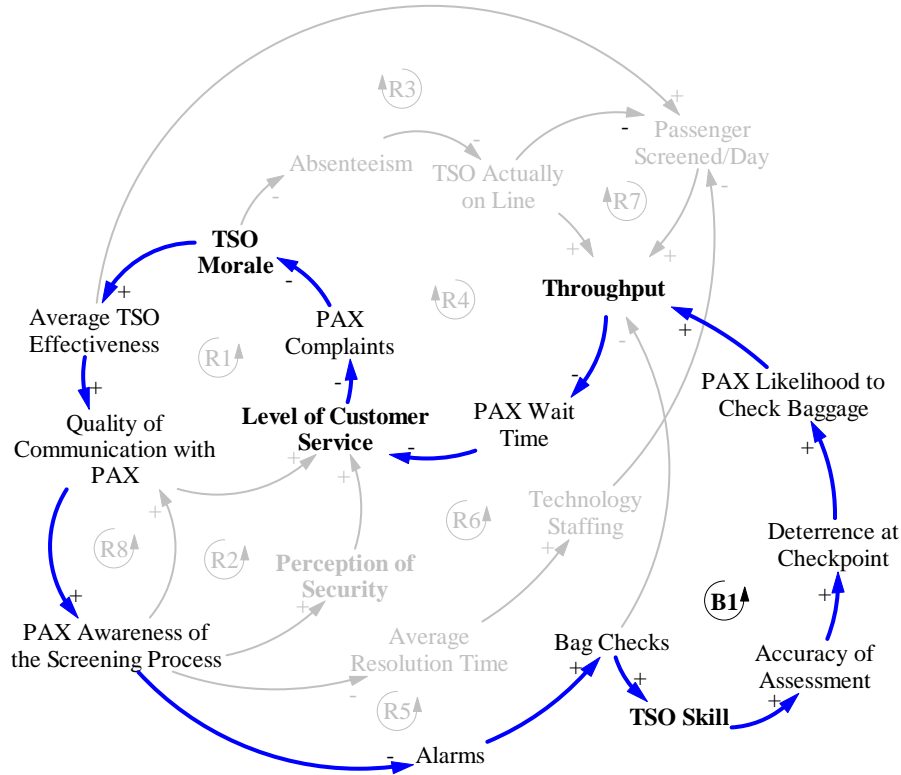 R3
+
Passenger
Screened/Day
-
-
-
Absenteeism
TSO Actually
on Line
-
-
R7
TSO
Morale
+
+
Throughput
R4
-
+
Average TSO
Effectiveness
PAX
Complaints
-
+
R1
+
-
-
PAX Likelihood to
Check Baggage
Quality of
Communication with
PAX
Level of Customer
Service
PAX Wait
Time
-
+
+
+
+
Technology
Staffing
R8
R2
R6
+
Deterrence at
Checkpoint
Perception of
Security
+
+
B1
+
PAX Awareness of
the Screening Process
Average
Resolution Time
Bag Checks
+
+
Accuracy of
Assessment
-
R5
TSO Skill
+
-
Alarms